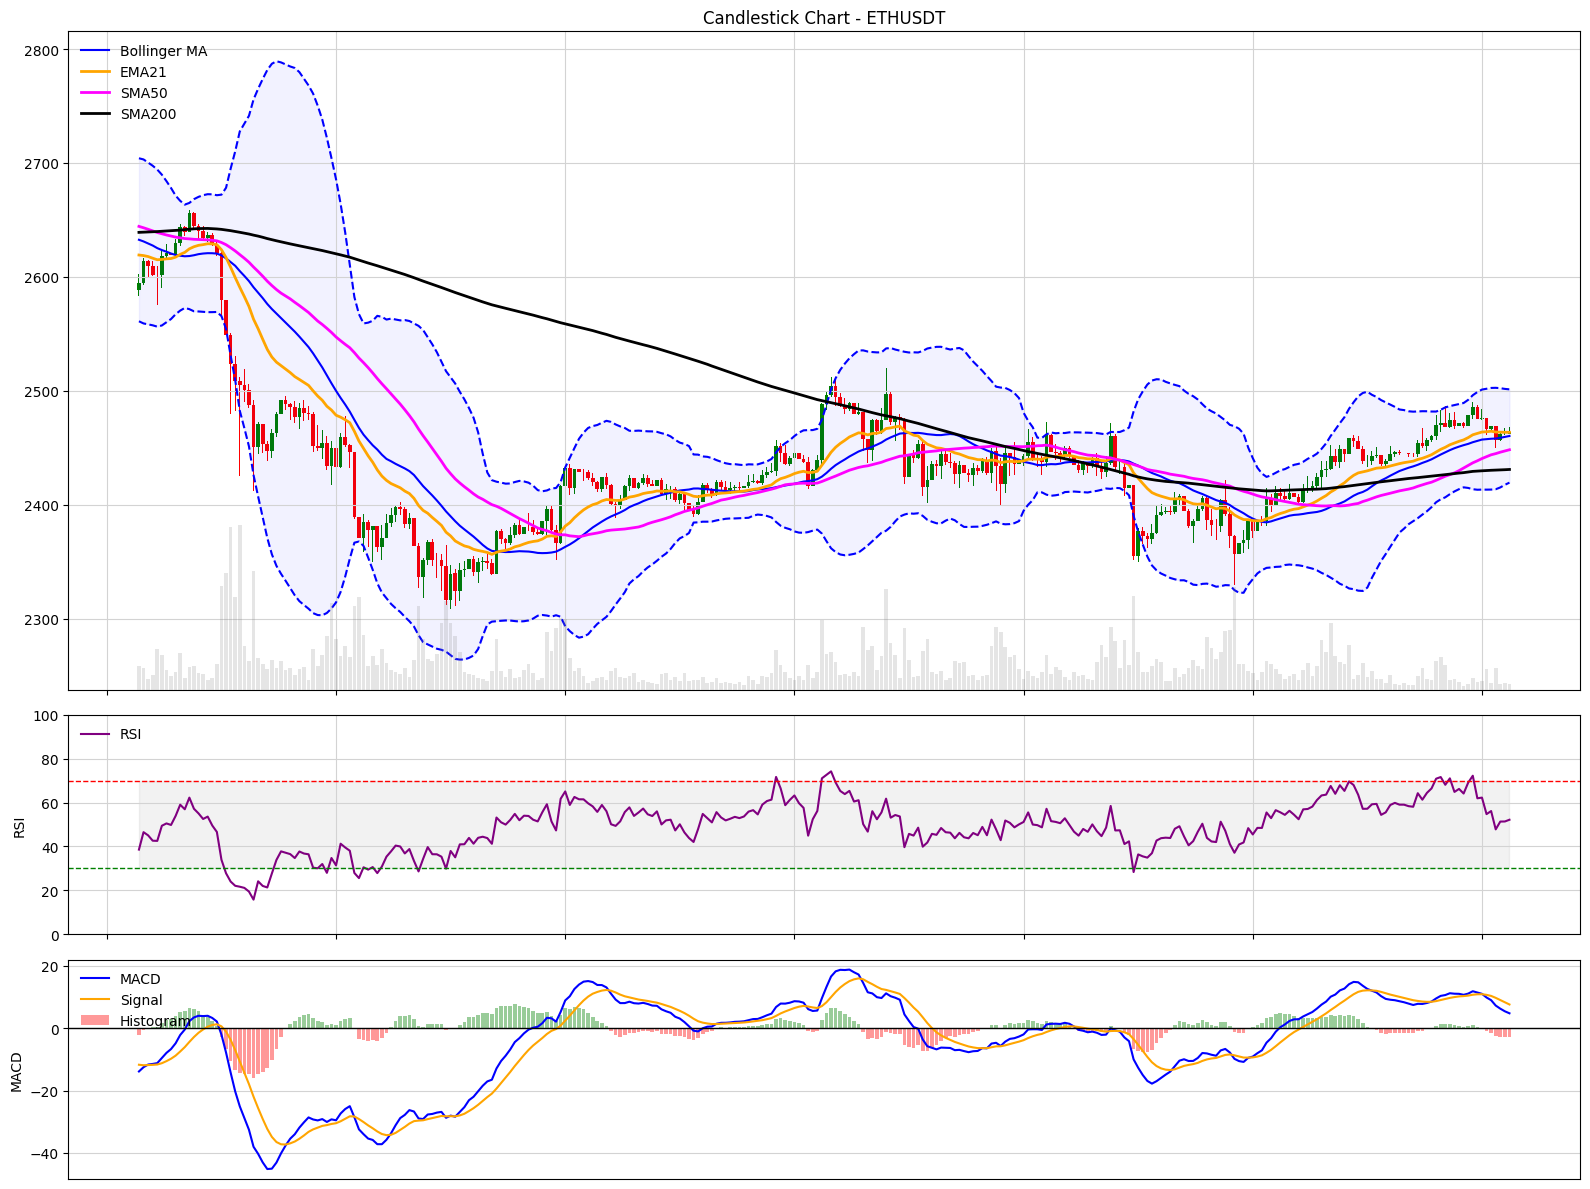 Candlestick Chart - ETHUSDT
Bollinger MA
EMA21
SMA50
SMA200
2800
2700
2600
2500
2400
2300
RSI
100
80
60
40
20
0
RSI
MACD
Signal
Histogram
20
0
−20
−40
MACD